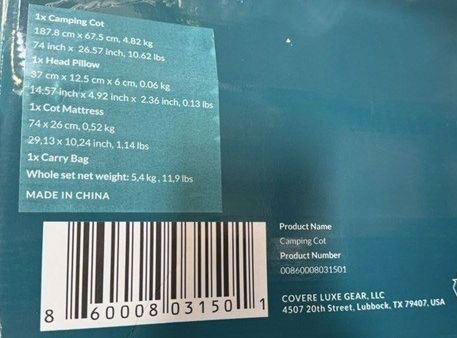 1x Camping Cot
187.8 cm x 67.5 cm, 4.82 kg
74 inch x 26.57 inch, 10.62 lbs
1x Head Pillow
37 cm x 12.5 cm x 6 cm, 0.06 kg
14.57 inch x 4.92 inch x 2.36 inch, 0.13 lbs
1x Cot Mattress
74 x 26 cm, 0,52 kg
29,13 x 10,24 inch, 1,14 lbs
1x Carry Bag
Whole set net weight: 5,4 kg , 11,9 lbs
MADE IN CHINA
8 60008 03150 1
Product Name
Camping Cot
Product Number
00860008031501
COVERE LUXE GEAR, LLC
4507 20th Street, Lubbock, TX 79407, USA